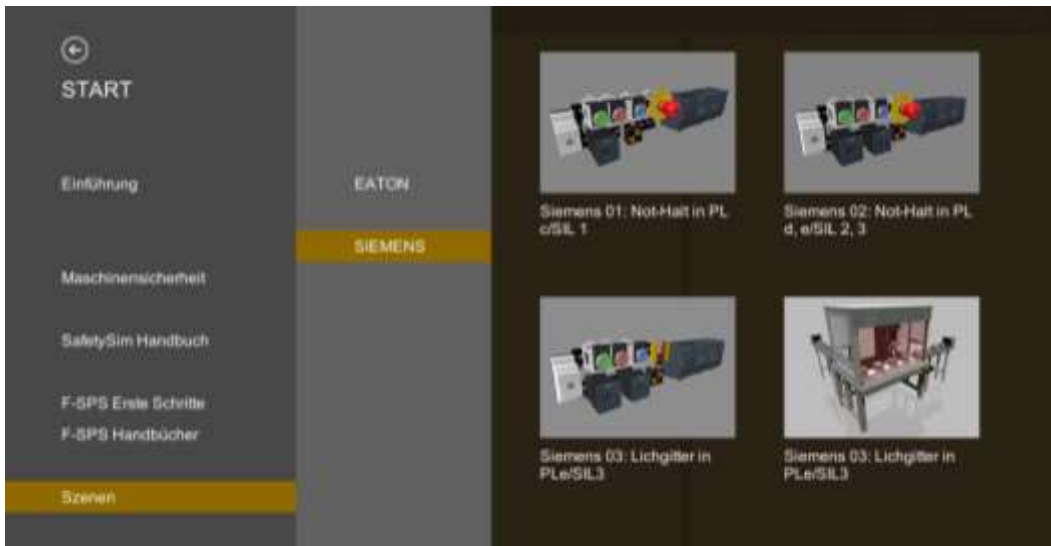 START
Einführung
Maschinensicherheit
SafetySim Handbuch
F-SPS Erste Schritte
F-SPS Handbücher
Szenen
EATON
SIEMENS
Siemens 01: Not-Halt in PL
c/SIL 1
Siemens 02: Not-Halt in PL
d, e/SIL 2, 3
Siemens 03: Lichgitter in
PLe/SIL3
Siemens 03: Lichgitter in
PLe/SIL3